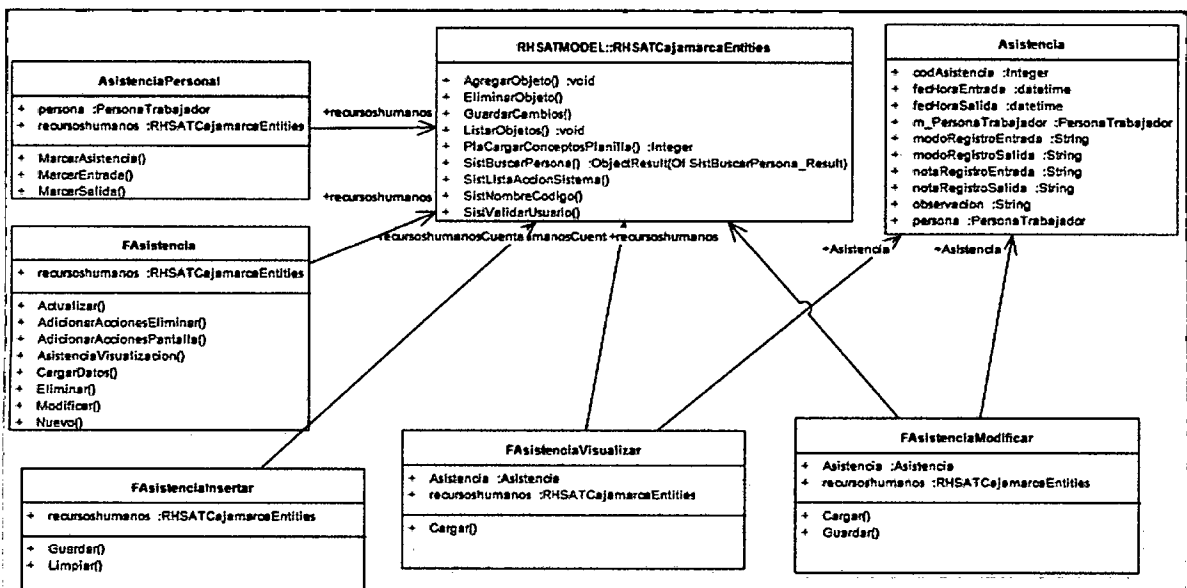 AsistenciaPersonal
+ persona :PersonaTrabajador
+ recursoshumanos :RHSATCajamarcaEntities
+ MarcarAsistencia()
+ MarcarEntrada()
+ MarcarSalida()
+recursoshumanos
+recursoshumanos
RHSATMODEL::RHSATCajamarcaEntities
+ AgregarObjeto() :void
+ EliminarObjeto()
+ GuardarCambios()
+ ListarObjetos() :void
+ PlaCargarConceptosPlanilla() :Integer
+ SistBuscarPersona() :ObjectResult(Of SistBuscarPersona_Result)
+ SistListaAccionSistema()
+ SistNombreCodigo()
+ SistValidarUsuario()
Asistencia
+ codAsistencia :Integer
+ fecHoraEntrada :datetime
+ fecHoraSalida :datetime
+ m_PersonaTrabajador :PersonaTrabajador
+ modoRegistroEntrada :String
+ modoRegistroSalida :String
+ notaRegistroEntrada :String
+ notaRegistroSalida :String
+ observacion :String
+ persona :PersonaTrabajador
recursoshumanosCuenta manosCuent +recursoshumanos
+Asistencia
+Asistencia
FAsistencia
+ recursoshumanos :RHSATCajamarcaEntities
+ Actualizar()
+ AdicionarAccionesEliminar()
+ AdicionarAccionesPantalla()
+ AsistenciaVisualizacion()
+ CargarDatos()
+ Eliminar()
+ Modificar()
+ Nuevo()
FAsistenciaInsertar
+ recursoshumanos :RHSATCajamarcaEntities
+ Guardar()
+ Limpiar()
FAsistenciaVisualizar
+ Asistencia :Asistencia
+ recursoshumanos :RHSATCajamarcaEntities
+ Cargar()
FAsistenciaModificar
+ Asistencia :Asistencia
+ recursoshumanos :RHSATCajamarcaEntities
+ Cargar()
+ Guardar()